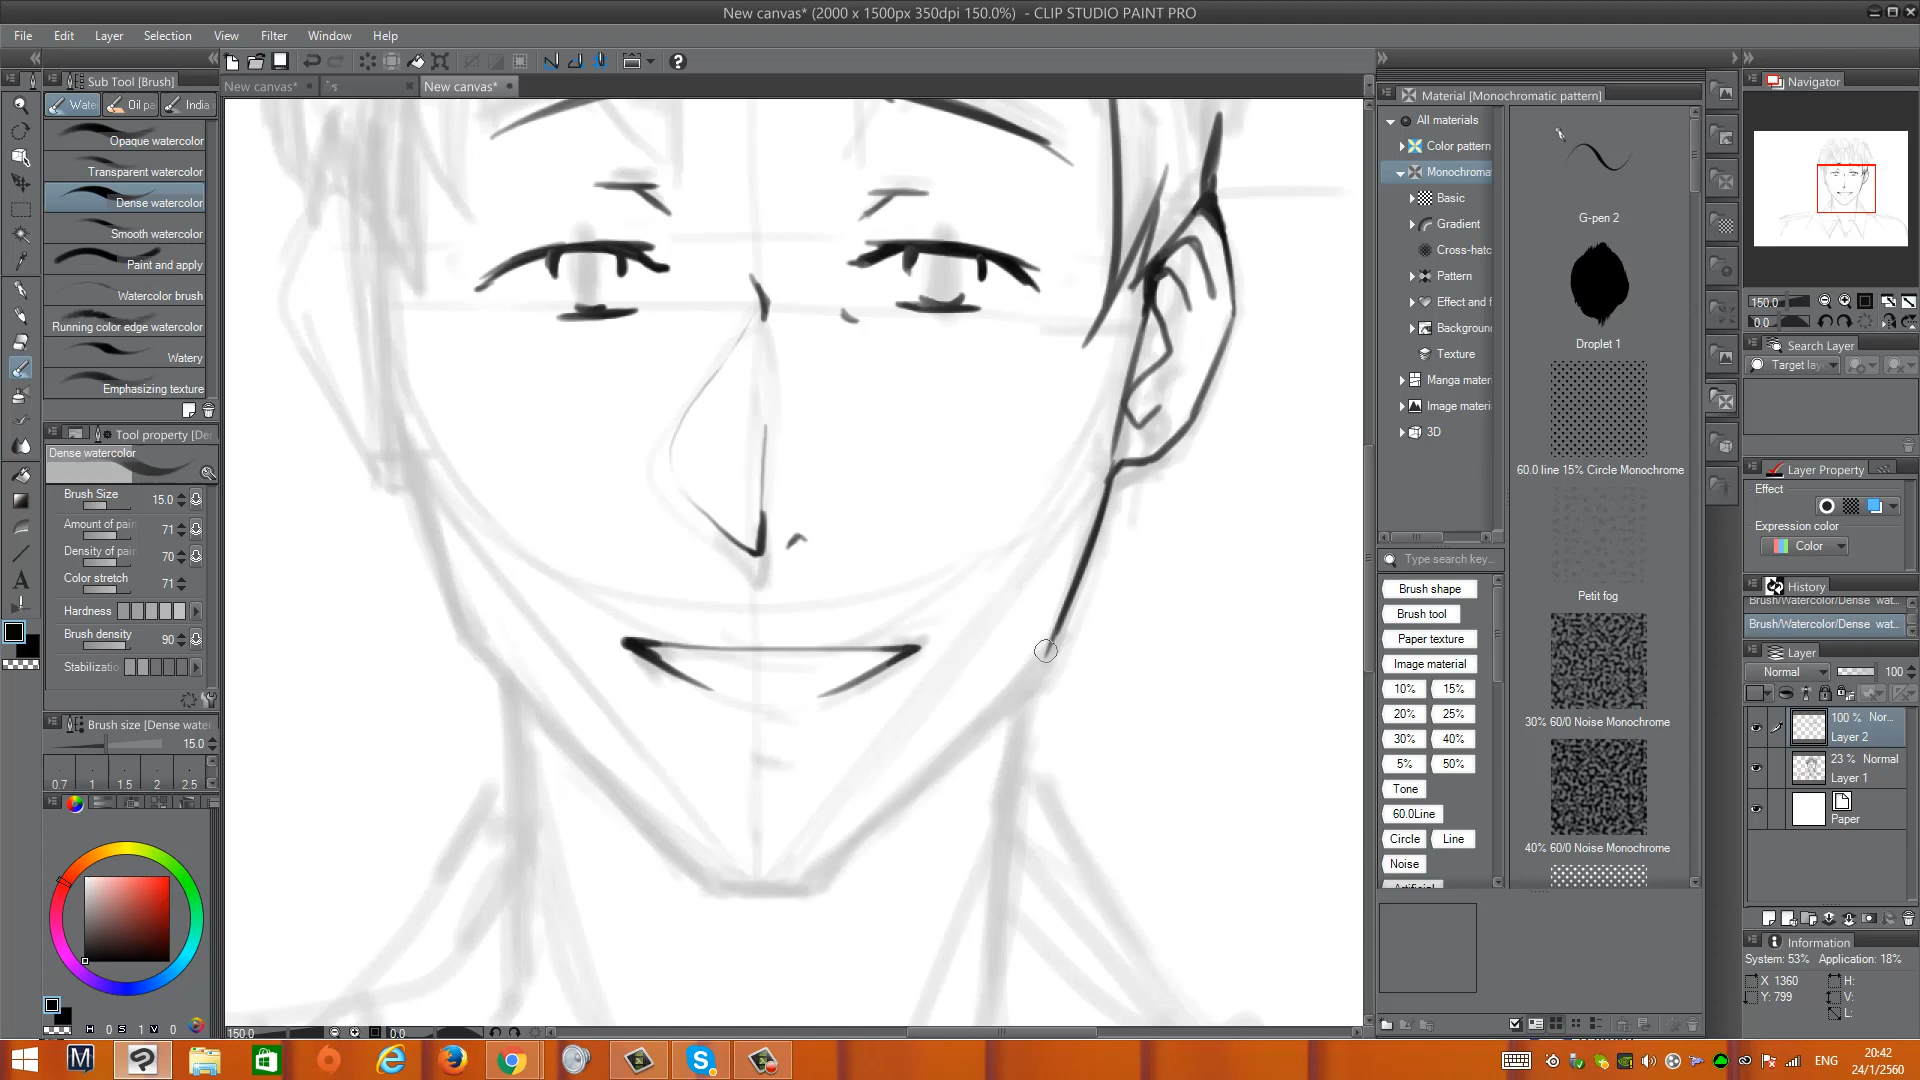 New canvas* (2000 x 1500px 350dpi 150.0%) - CLIP STUDIO PAINT PRO
File Edit Layer Selection View Filter Window Help
Sub Tool [Brush]
Water Oil pa India i
Opaque watercolor
Transparent watercolor
Dense watercolor
Smooth watercolor
Paint and apply
Watercolor brush
Running color edge watercolor
Watery
Emphasizing texture
Tool property [De
Dense watercolor
Brush Size 15.0
Amount of pain 71
Density of pain 70
Color stretch 71
Hardness
Brush density 90
Stabilizatio
Brush size [Dense water
15.0
0.7 1 1.5 2 2.5
H 0 S 1 V 0
New canvas* New canvas*
150.0 0.0
Material [Monochromatic pattern]
All materials
Color pattern
Monochromat
Basic
Gradient
Cross-hatc
Pattern
Effect and f
Background
Texture
Manga mater
Image materi
3D
Type search key...
Brush shape
Brush tool
Paper texture
Image material
10% 15%
20% 25%
30% 40%
5% 50%
Tone
60.0Line
Circle Line
Noise
Artificial
G-pen 2
Droplet 1
60.0 line 15% Circle Monochrome
Petit fog
30% 60/0 Noise Monochrome
40% 60/0 Noise Monochrome
Navigator
150.0
0.0
Search Layer
Target lay
Layer Property
Effect
Expression color
Color
History
Brush/Watercolor/Dense wat...
Brush/Watercolor/Dense wat...
Layer
Normal 100
100 % Nor...
Layer 2
23 % Normal
Layer 1
Paper
Information
System: 53% Application: 18%
X 1360 H:
Y: 799 V:
L:
ENG
20:42
24/1/2560